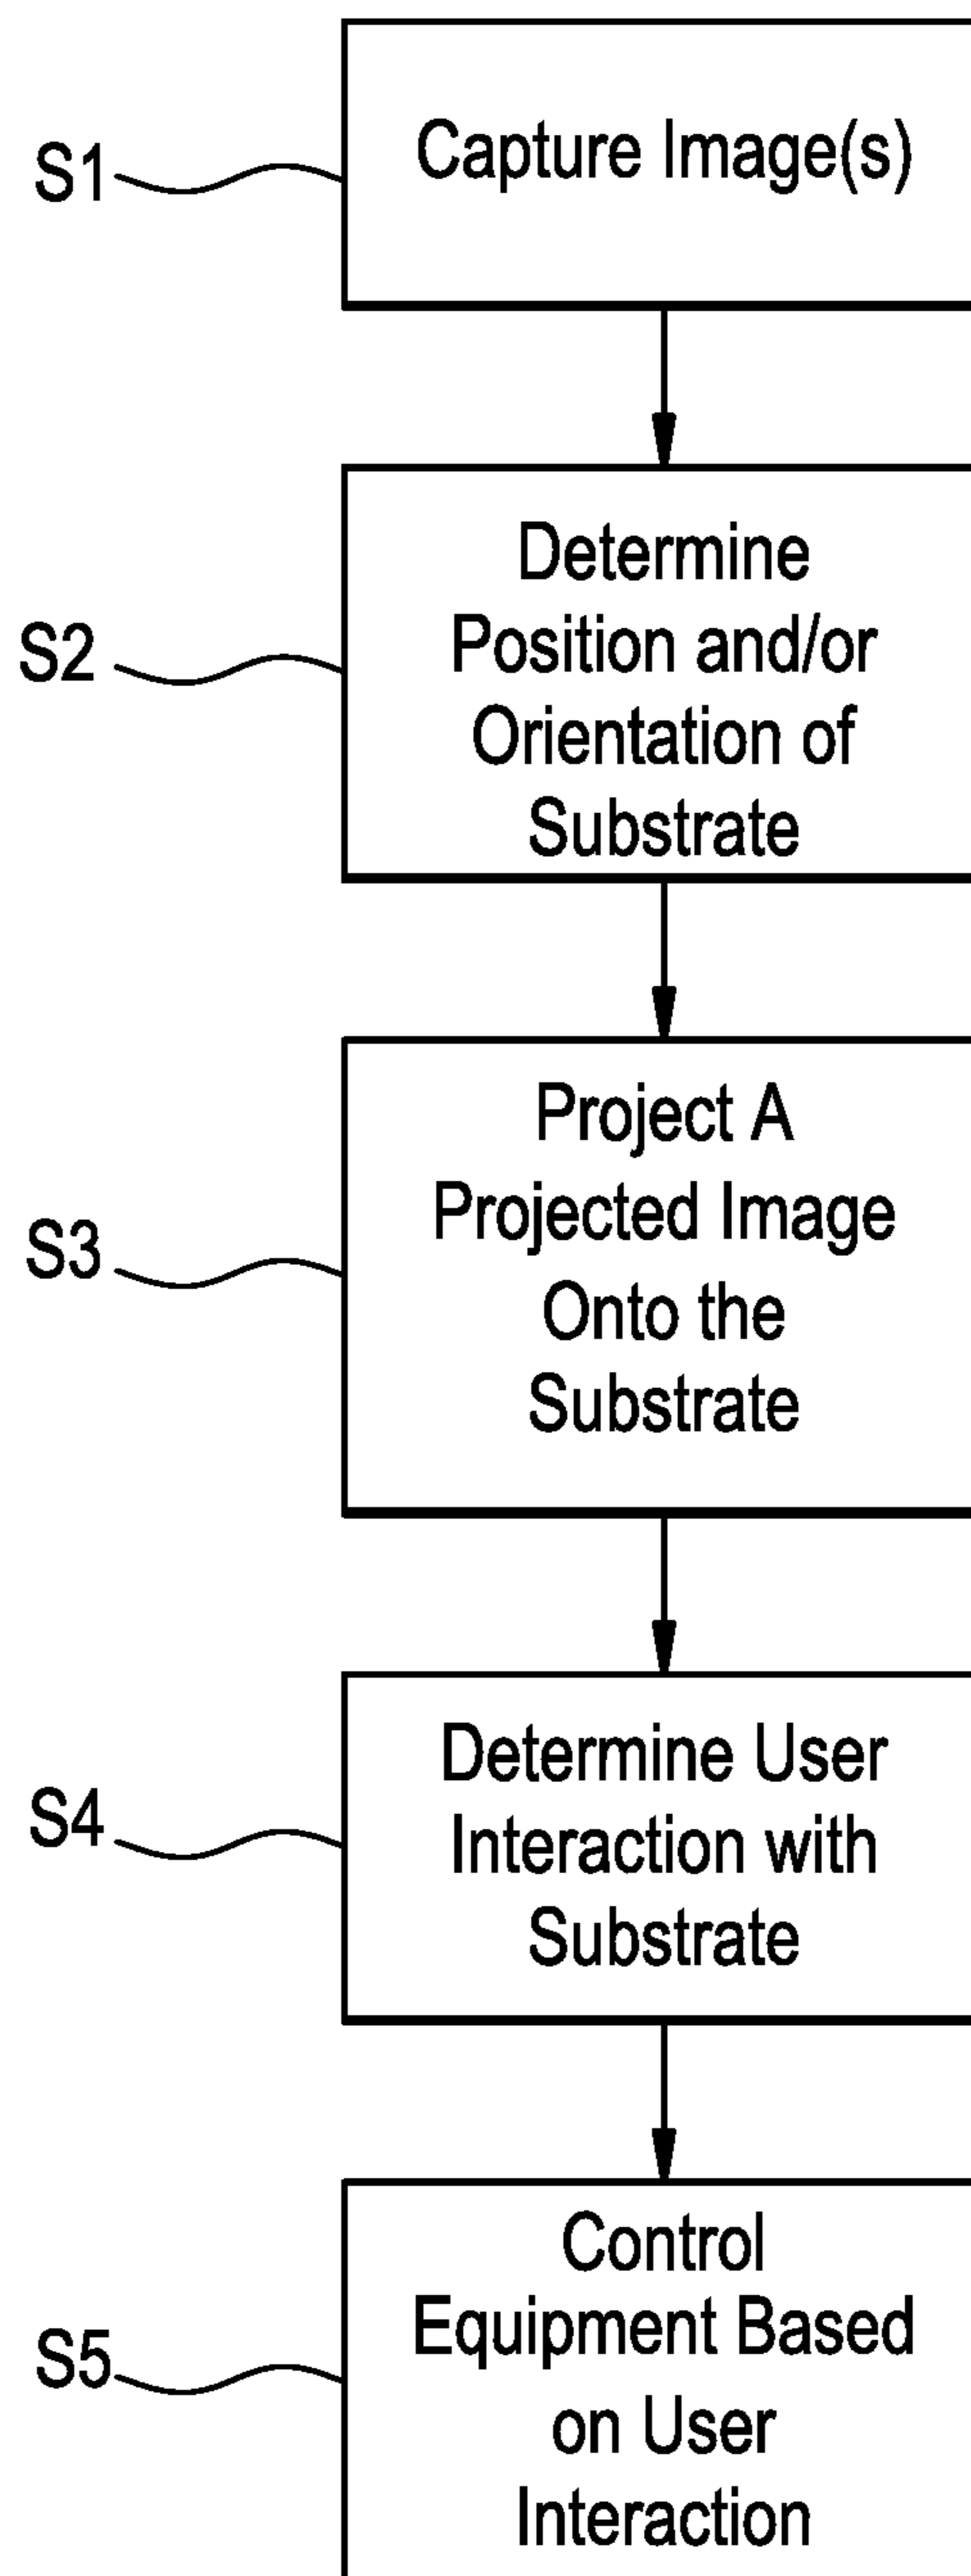 S1
Capture Image(s)
S2
Determine
Position and/or
Orientation of
Substrate
S3
Project A
Projected Image
Onto the
Substrate
S4
Determine User
Interaction with
Substrate
S5
Control
Equipment Based
on User
Interaction